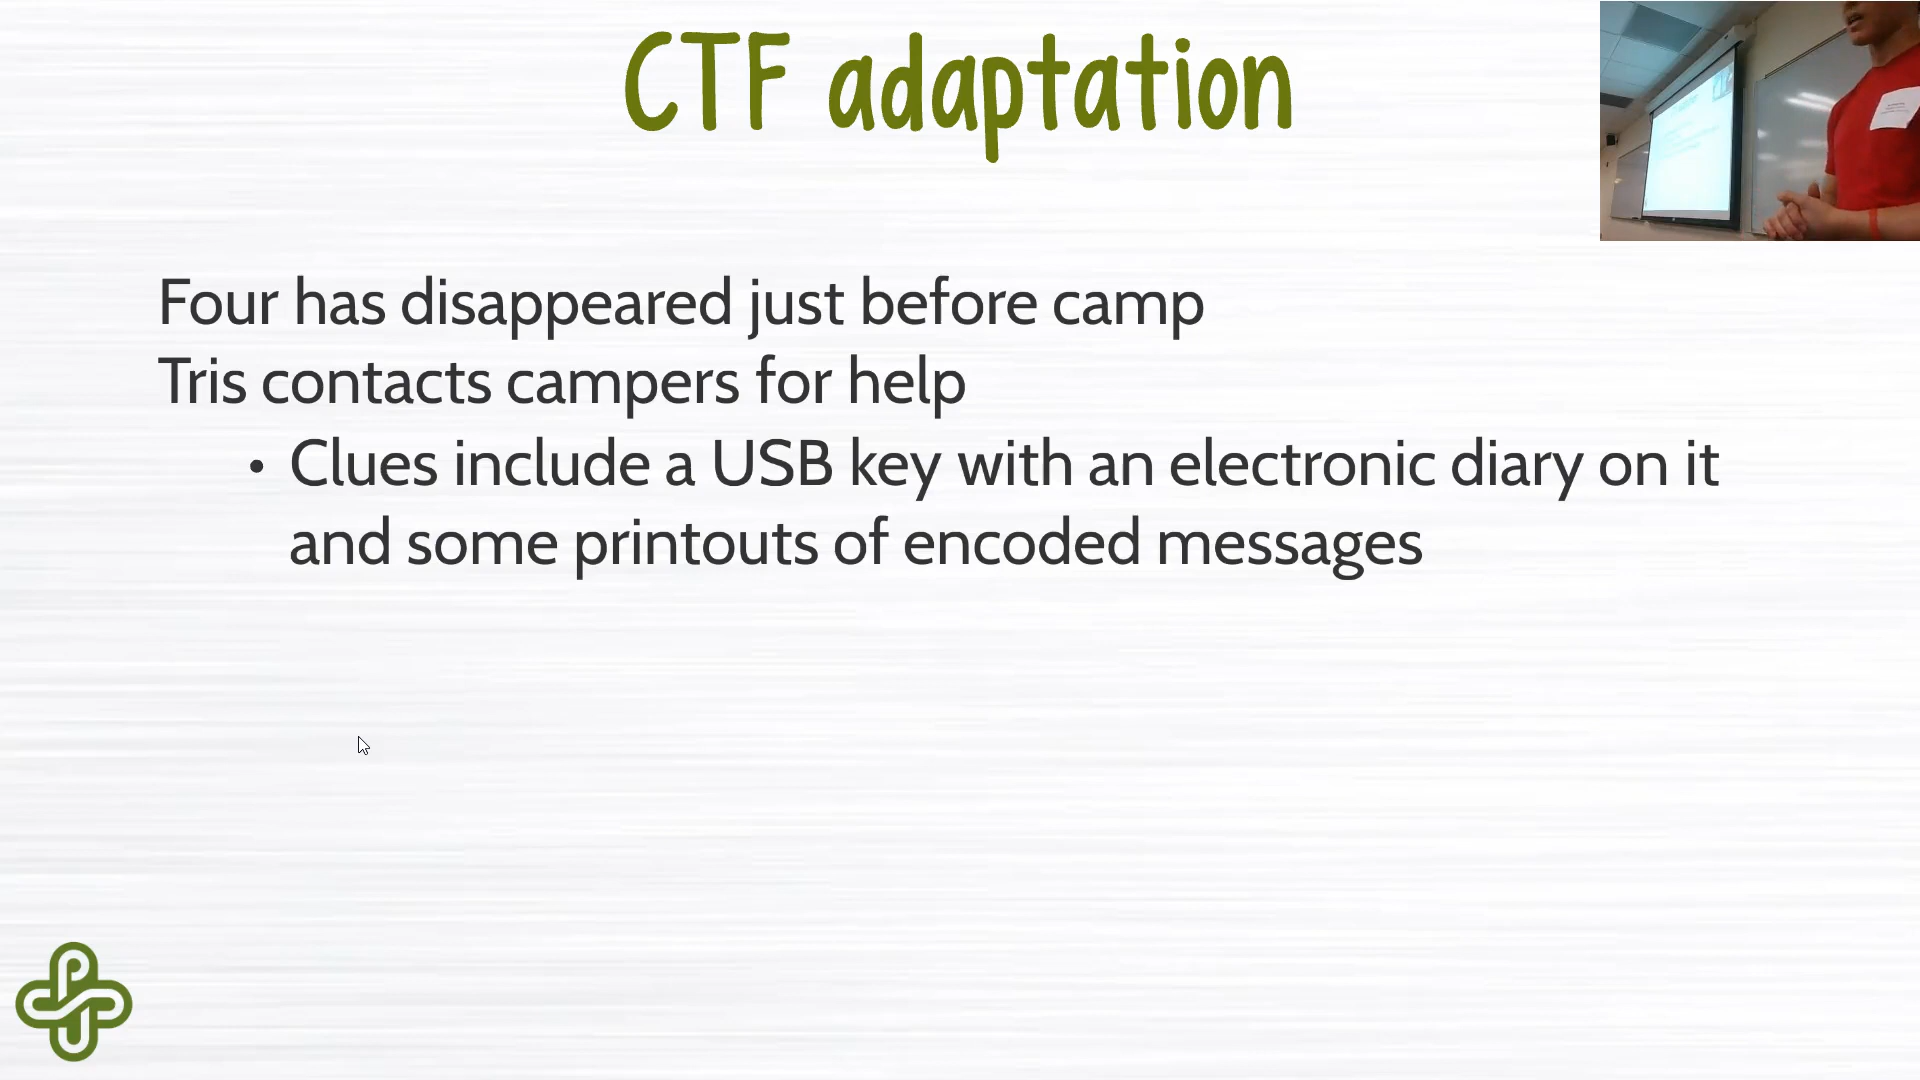 CTF adaptation
Four has disappeared just before camp
Tris contacts campers for help
• Clues include a USB key with an electronic diary on it
and some printouts of encoded messages